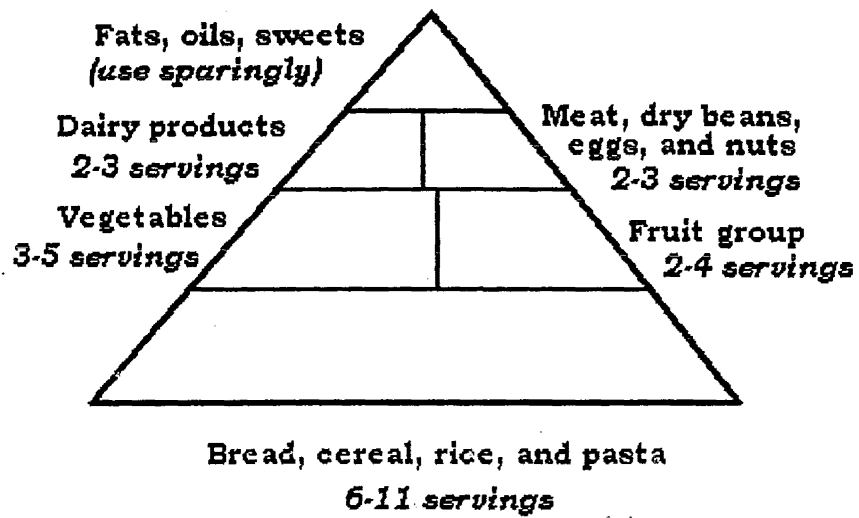 Fats, oils, sweets
(use sparingly)
Dairy products
2-3 servings
Meat, dry beans,
eggs, and nuts
2-3 servings
Vegetables
3-5 servings
Fruit group
2-4 servings
Bread, cereal, rice, and pasta
6-11 servings